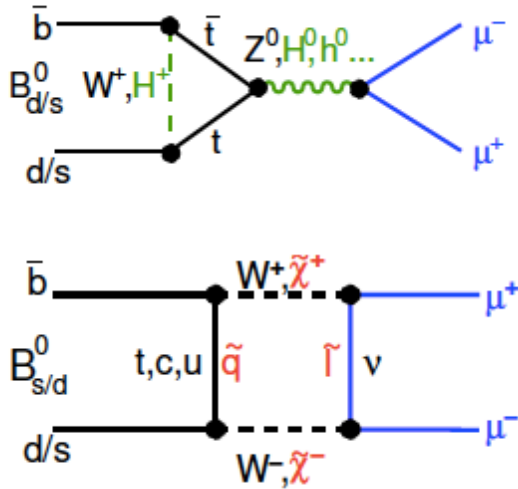 b̄
t̄
Z⁰,H⁰,h⁰...
μ⁻
B⁰d/s
W⁺,H⁺
t
μ⁺
d/s
b̄
W⁺,χ̃⁺
μ⁺
B⁰s/d
t,c,u q̃
l̃ ν
d/s
W⁻,χ̃⁻
μ⁻